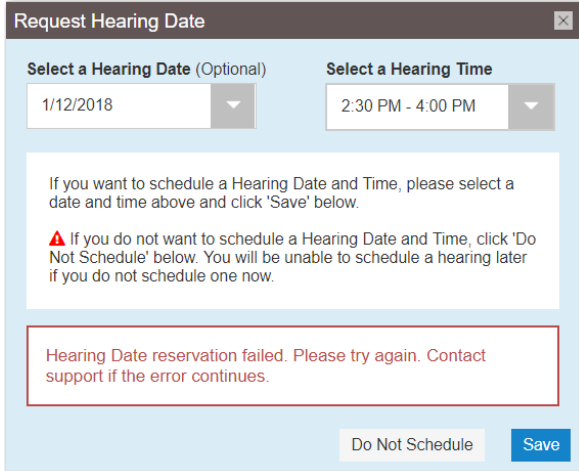 Request Hearing Date
Select a Hearing Date (Optional)
Select a Hearing Time
1/12/2018
2:30 PM - 4:00 PM
If you want to schedule a Hearing Date and Time, please select a
date and time above and click 'Save' below.
If you do not want to schedule a Hearing Date and Time, click 'Do
Not Schedule' below. You will be unable to schedule a hearing later
if you do not schedule one now.
Hearing Date reservation failed. Please try again. Contact
support if the error continues.
Do Not Schedule
Save